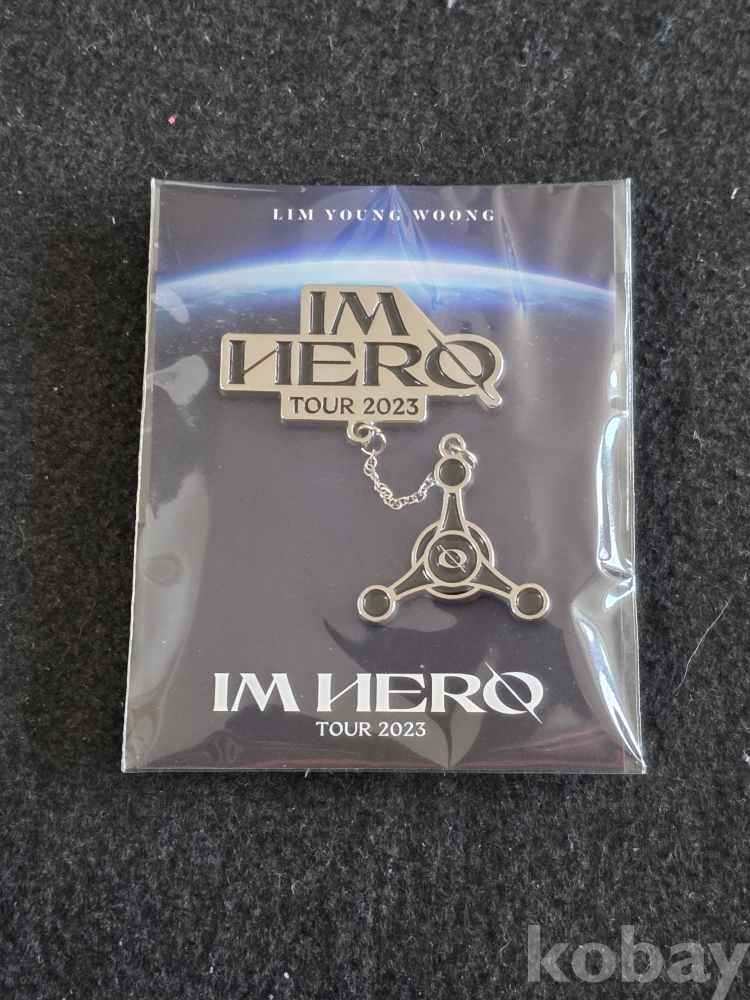 LIM YOUNG WOONG
IM
HERO
TOUR 2023
IM HERO
TOUR 2023
kobay